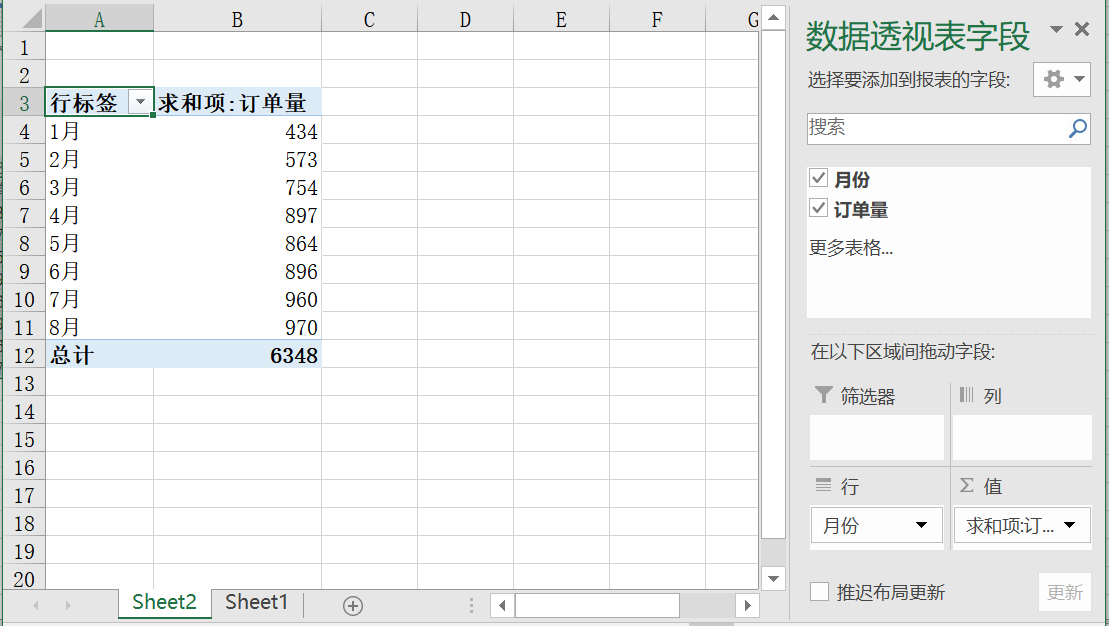 A B C D E F G
1
2
3 行标签 求和项:订单量
4 1月 434
5 2月 573
6 3月 754
7 4月 897
8 5月 864
9 6月 896
10 7月 960
11 8月 970
12 总计 6348
13
14
15
16
17
18
19
20
Sheet2 Sheet1
数据透视表字段
选择要添加到报表的字段:
搜索
月份
订单量
更多表格...
在以下区域间拖动字段:
筛选器 列
行 Σ 值
月份 求和项:订...
推迟布局更新 更新